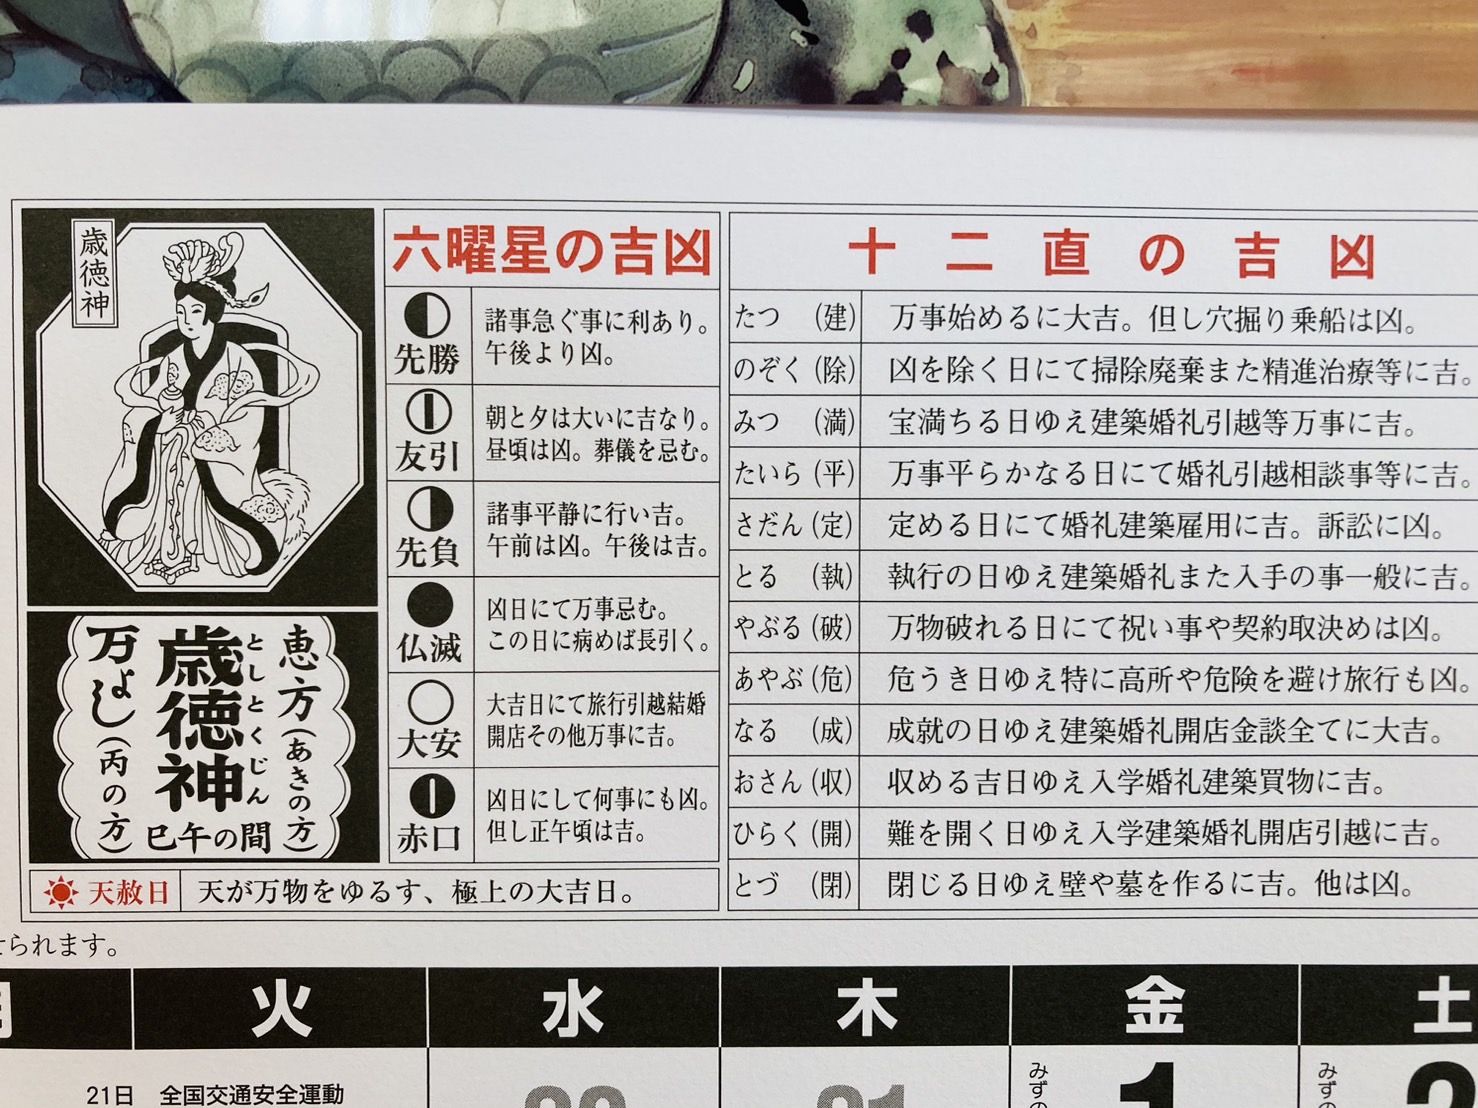 歳徳神
恵方(あきの方)
歳徳神
としとくじん
巳午の間
万よし(丙の方)
六曜星の吉凶
先勝 諸事急ぐ事に利あり。
午後より凶。
友引 朝と夕は大いに吉なり。
昼頃は凶。葬儀を忌む。
先負 諸事平静に行い吉。
午前は凶。午後は吉。
仏滅 凶日にて万事忌む。
この日に病めば長引く。
大安 大吉日にて旅行引越結婚
開店その他万事に吉。
赤口 凶日にして何事にも凶。
但し正午頃は吉。
天赦日 天が万物をゆるす、極上の大吉日。
十二直の吉凶
たつ (建) 万事始めるに大吉。但し穴掘り乗船は凶。
のぞく (除) 凶を除く日にて掃除廃棄また精進治療等に吉。
みつ (満) 宝満ちる日ゆえ建築婚礼引越等万事に吉。
たいら (平) 万事平らかなる日にて婚礼引越相談事等に吉。
さだん (定) 定める日にて婚礼建築雇用に吉。訴訟に凶。
とる (執) 執行の日ゆえ建築婚礼また入手の事一般に吉。
やぶる (破) 万物破れる日にて祝い事や契約取決めは凶。
あやぶ (危) 危うき日ゆえ特に高所や危険を避け旅行も凶。
なる (成) 成就の日ゆえ建築婚礼開店金談全てに大吉。
おさん (収) 収める吉日ゆえ入学婚礼建築買物に吉。
ひらく (開) 難を開く日ゆえ入学建築婚礼開店引越に吉。
とづ (閉) 閉じる日ゆえ壁や墓を作るに吉。他は凶。
られます。
月 火 水 木 金 土
21日 全国交通安全運動
みずの
1
みずの
2